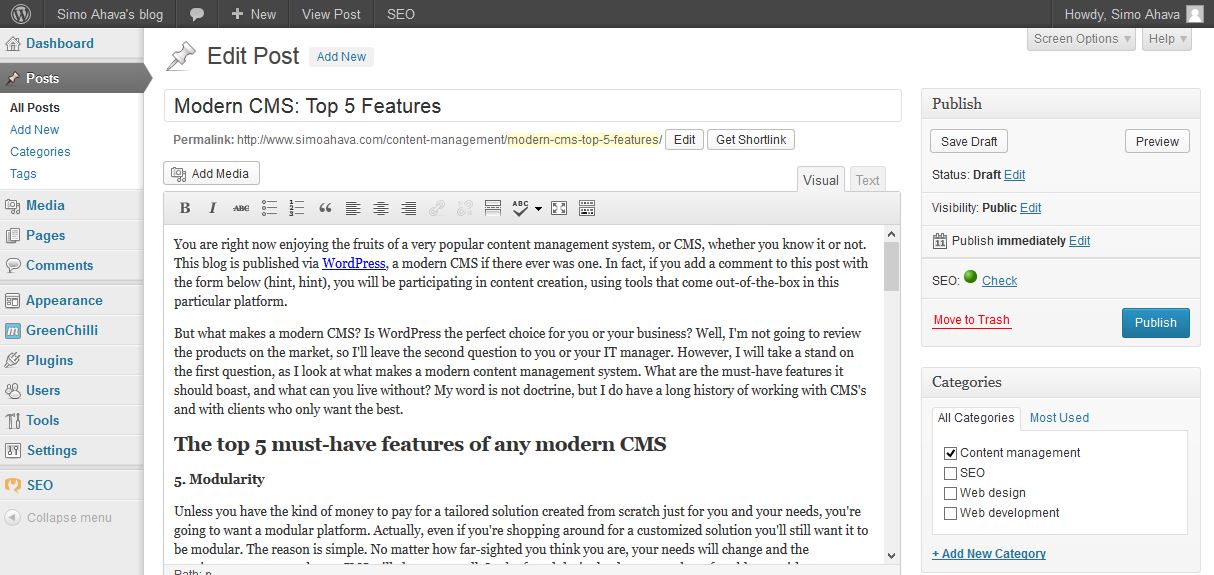 Simo Ahava's blog
New
View Post
SEO
Howdy, Simo Ahava
Dashboard
Posts
All Posts
Add New
Categories
Tags
Media
Pages
Comments
Appearance
GreenChilli
Plugins
Users
Tools
Settings
SEO
Collapse menu
Screen Options
Help
Edit Post Add New
Modern CMS: Top 5 Features
Permalink: http://www.simoahava.com/content-management/modern-cms-top-5-features/ Edit Get Shortlink
Add Media
Visual Text
B I ABC ABC
You are right now enjoying the fruits of a very popular content management system, or CMS, whether you know it or not.
This blog is published via WordPress, a modern CMS if there ever was one. In fact, if you add a comment to this post with
the form below (hint, hint), you will be participating in content creation, using tools that come out-of-the-box in this
particular platform.
But what makes a modern CMS? Is WordPress the perfect choice for you or your business? Well, I'm not going to review
the products on the market, so I'll leave the second question to you or your IT manager. However, I will take a stand on
the first question, as I look at what makes a modern content management system. What are the must-have features it
should boast, and what can you live without? My word is not doctrine, but I do have a long history of working with CMS's
and with clients who only want the best.
The top 5 must-have features of any modern CMS
5. Modularity
Unless you have the kind of money to pay for a tailored solution created from scratch just for you and your needs, you're
going to want a modular platform. Actually, even if you're shopping around for a customized solution you'll still want it to
be modular. The reason is simple. No matter how far-sighted you think you are, your needs will change and the
Publish
Save Draft
Preview
Status: Draft Edit
Visibility: Public Edit
Publish immediately Edit
SEO: Check
Move to Trash
Publish
Categories
All Categories Most Used
Content management
SEO
Web design
Web development
+ Add New Category